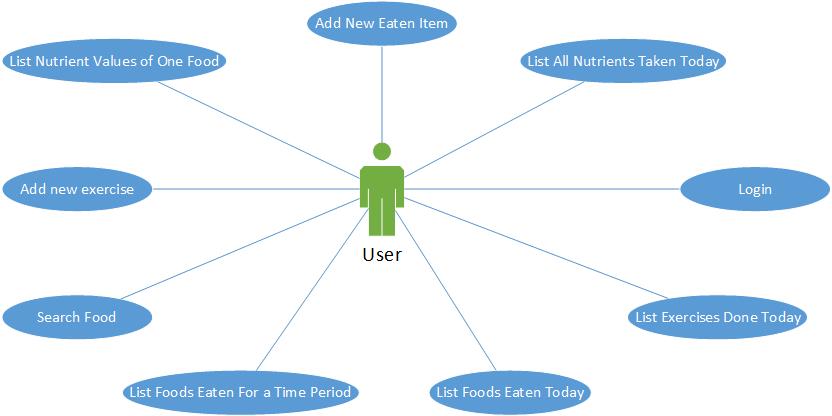 Add New Eaten Item
List Nutrient Values of One Food
List All Nutrients Taken Today
Add new exercise
Login
User
Search Food
List Exercises Done Today
List Foods Eaten For a Time Period
List Foods Eaten Today